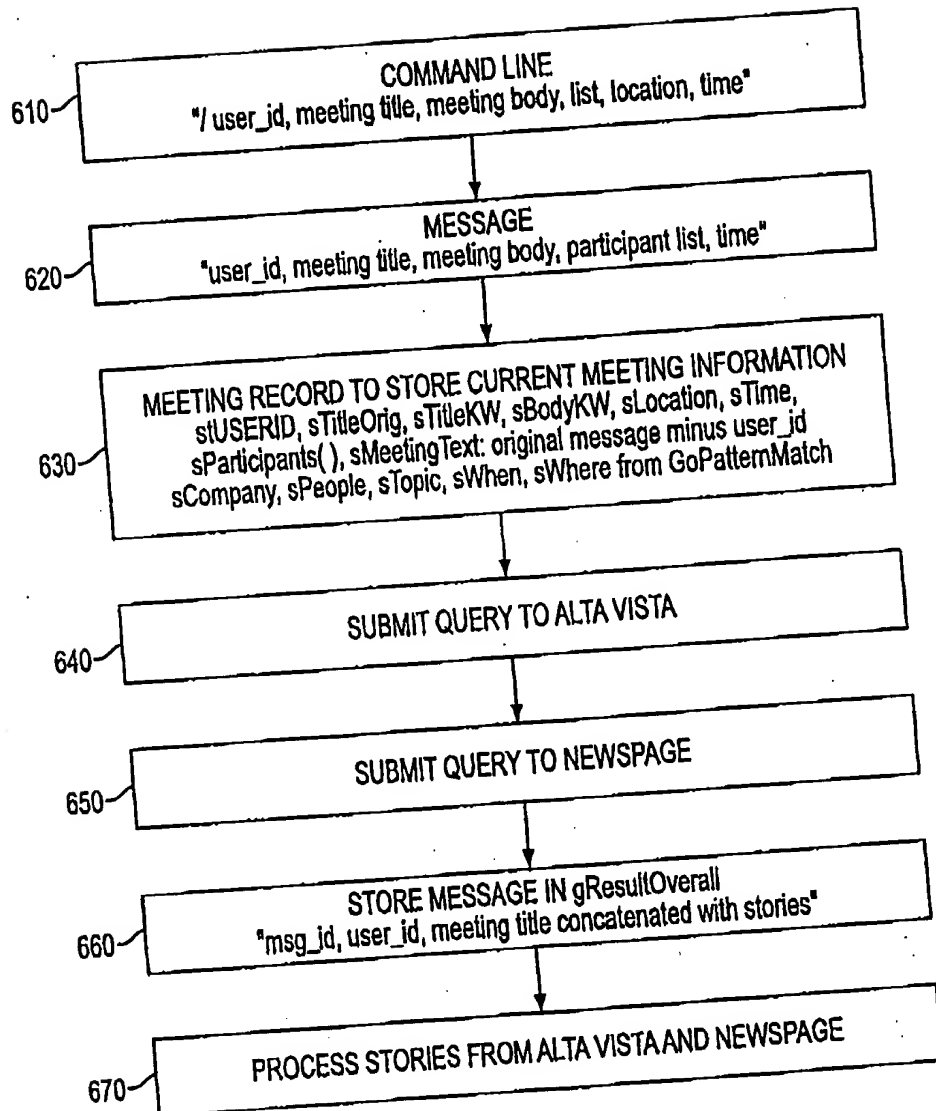 COMMAND LINE
610
"/ user_id, meeting title, meeting body, list, location, time"
MESSAGE
620
"user_id, meeting title, meeting body, participant list, time"
MEETING RECORD TO STORE CURRENT MEETING INFORMATION
stUSERID, sTitleOrig, sTitleKW, sBodyKW, sLocation, sTime,
630
sParticipants( ), sMeetingText: original message minus user_id
sCompany, sPeople, sTopic, sWhen, sWhere from GoPatternMatch
640
SUBMIT QUERY TO ALTA VISTA
650
SUBMIT QUERY TO NEWSPAGE
STORE MESSAGE IN gResultOverall
660
"msg_id, user_id, meeting title concatenated with stories"
670
PROCESS STORIES FROM ALTA VISTA AND NEWSPAGE